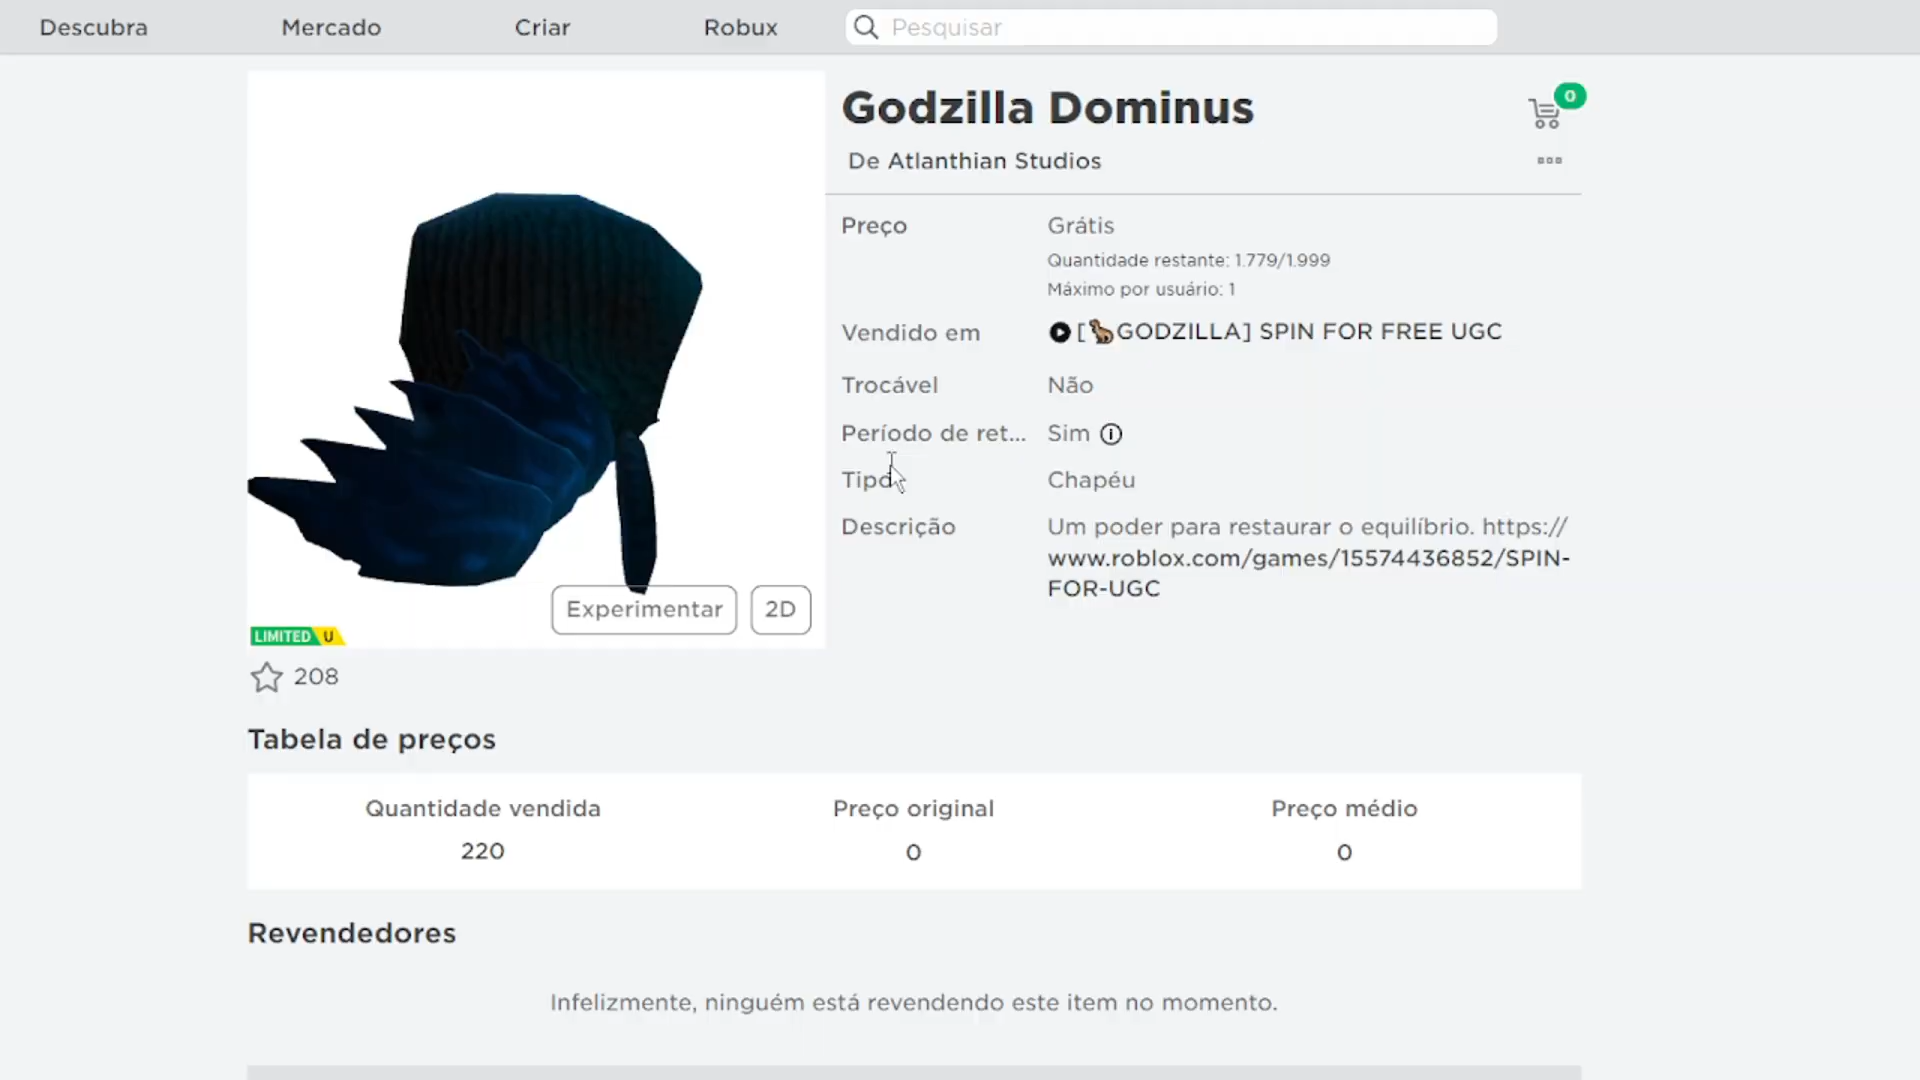 Descubra Mercado Criar Robux Pesquisar
Godzilla Dominus
0
De Atlanthian Studios
Preço Grátis
Quantidade restante: 1.779/1.999
Máximo por usuário: 1
Vendido em [🦖GODZILLA] SPIN FOR FREE UGC
Trocável Não
Período de ret... Sim
Tipo Chapéu
Descrição Um poder para restaurar o equilíbrio. https://
www.roblox.com/games/15574436852/SPIN-
FOR-UGC
Experimentar 2D
LIMITED U
208
Tabela de preços
Quantidade vendida Preço original Preço médio
220 0 0
Revendedores
Infelizmente, ninguém está revendendo este item no momento.